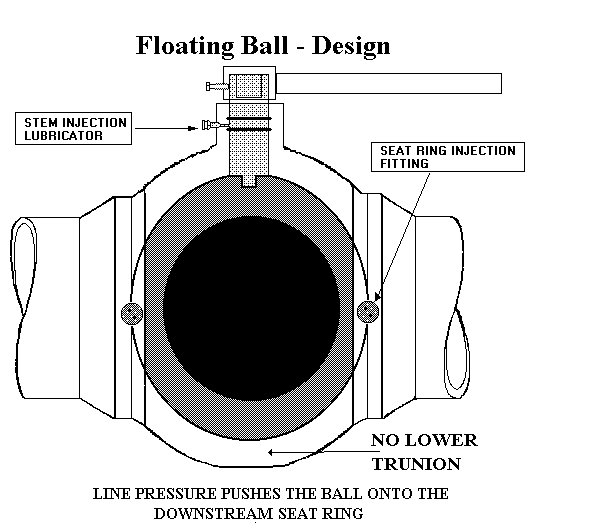 Floating Ball - Design
STEM INJECTION
LUBRICATOR
SEAT RING INJECTION
FITTING
NO LOWER
TRUNION
LINE PRESSURE PUSHES THE BALL ONTO THE
DOWNSTREAM SEAT RING